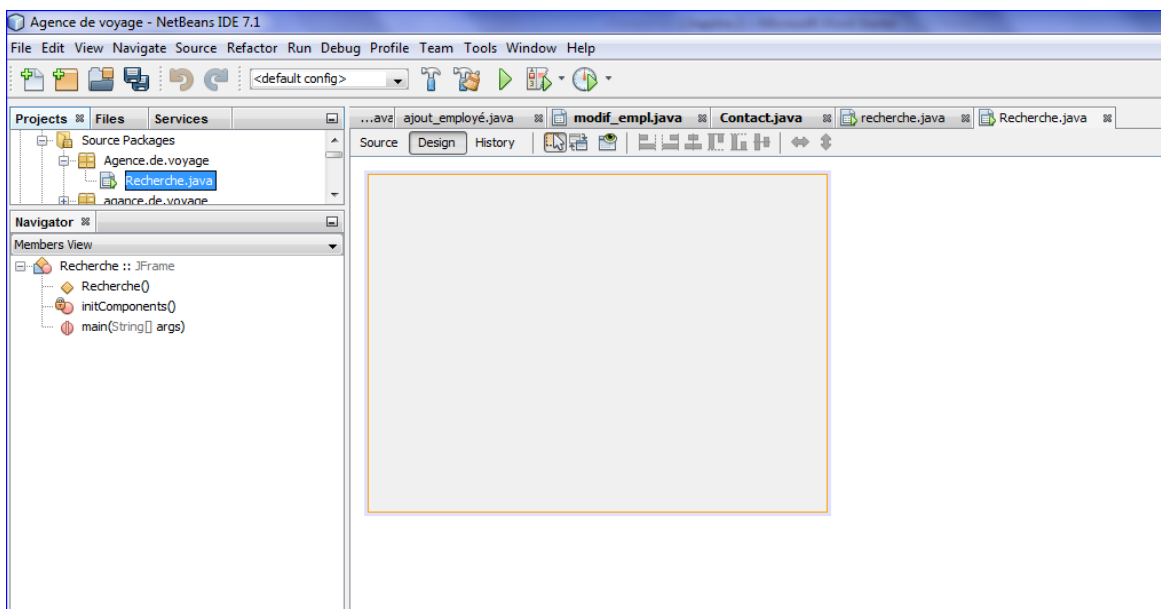 Agence de voyage - NetBeans IDE 7.1
File Edit View Navigate Source Refactor Run Debug Profile Team Tools Window Help
<default config>
Projects Files Services
...ava ajout_employé.java modif_empl.java Contact.java recherche.java Recherche.java
Source Packages
Source Design History
Agence.de.voyage
Recherche.java
agance.de.voyage
Navigator
Members View
Recherche :: JFrame
Recherche()
initComponents()
main(String[] args)